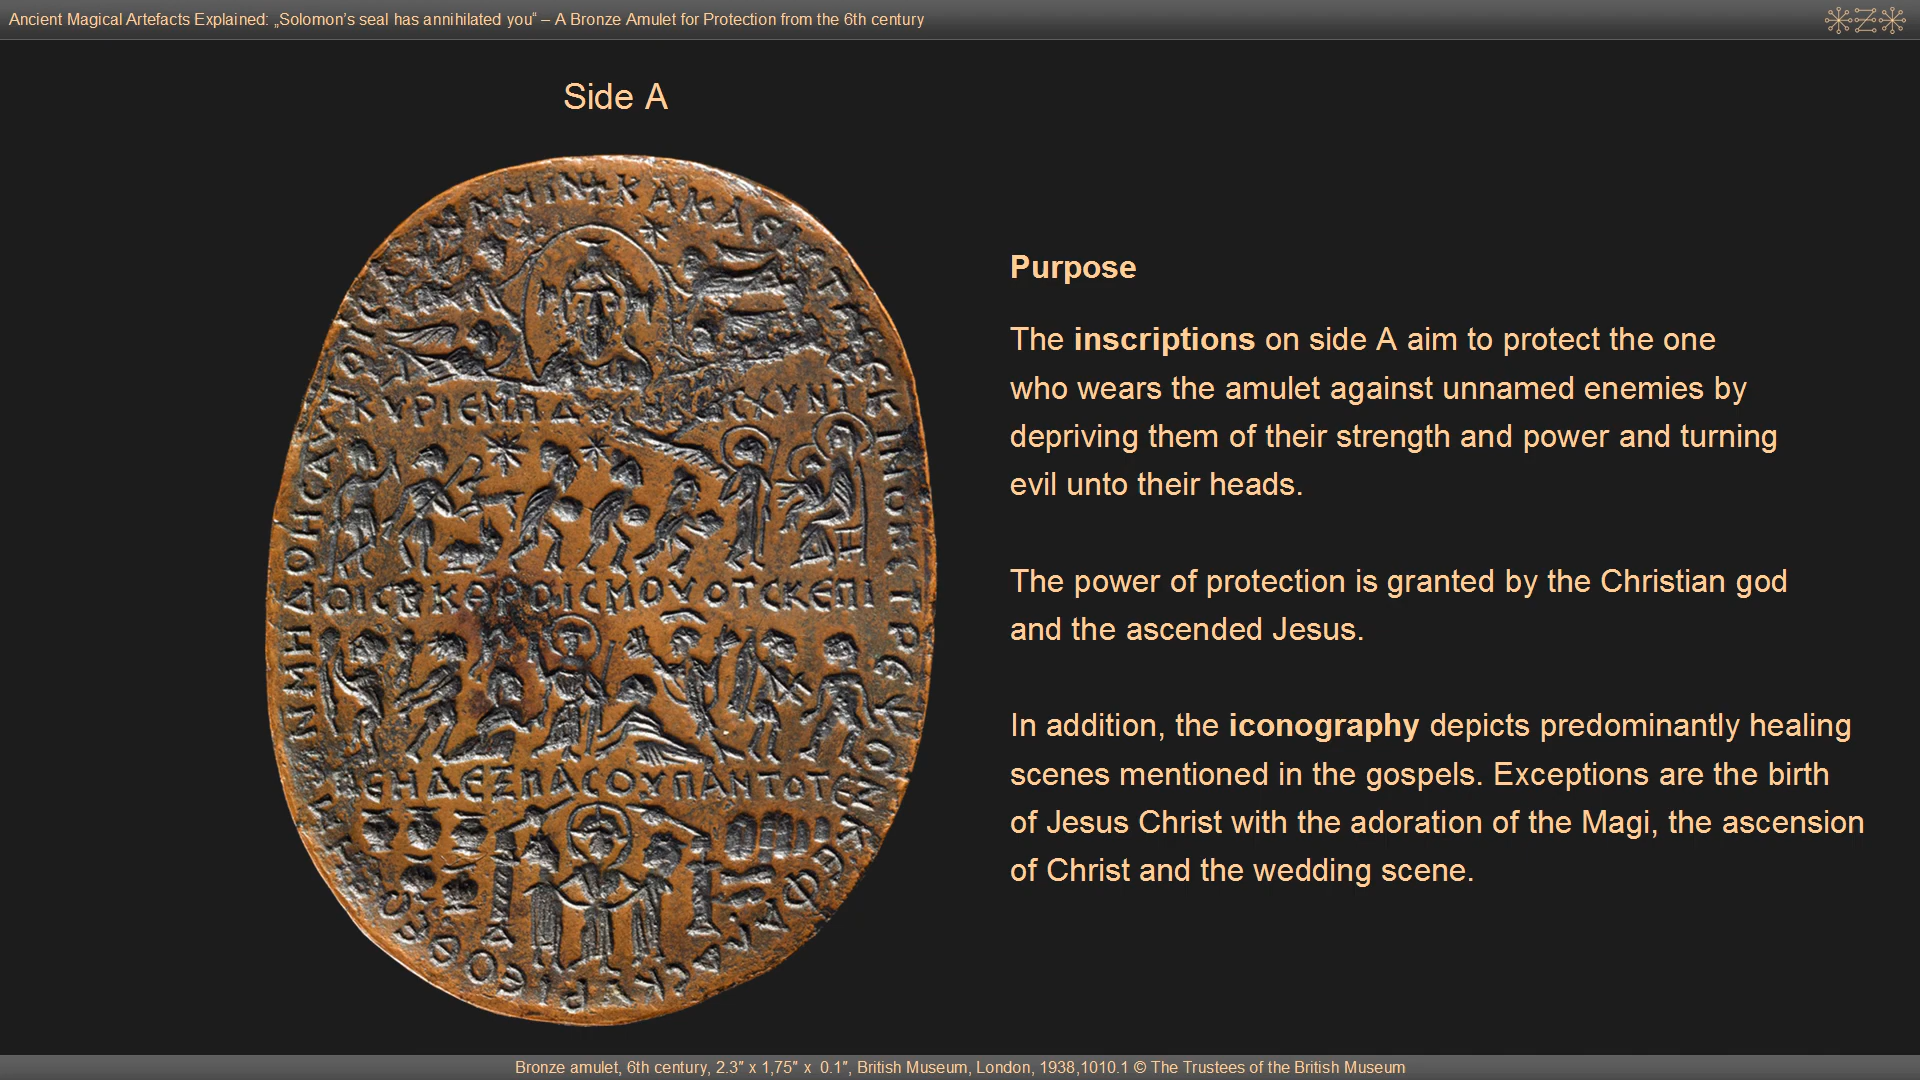 Ancient Magical Artefacts Explained: „Solomon’s seal has annihilated you“ – A Bronze Amulet for Protection from the 6th century
Side A
ΚΥΡΙΕΜΗΔ
ΚΑΡΔΙΣΜΟΥΟΤΣΚΕΠΙ
ΕΗΔΕΞΠΑСΟΥΠΑΝΤΟΤΕ
Purpose
The inscriptions on side A aim to protect the one
who wears the amulet against unnamed enemies by
depriving them of their strength and power and turning
evil unto their heads.
The power of protection is granted by the Christian god
and the ascended Jesus.
In addition, the iconography depicts predominantly healing
scenes mentioned in the gospels. Exceptions are the birth
of Jesus Christ with the adoration of the Magi, the ascension
of Christ and the wedding scene.
Bronze amulet, 6th century, 2.3″ x 1,75″ x 0.1″, British Museum, London, 1938,1010.1 © The Trustees of the British Museum